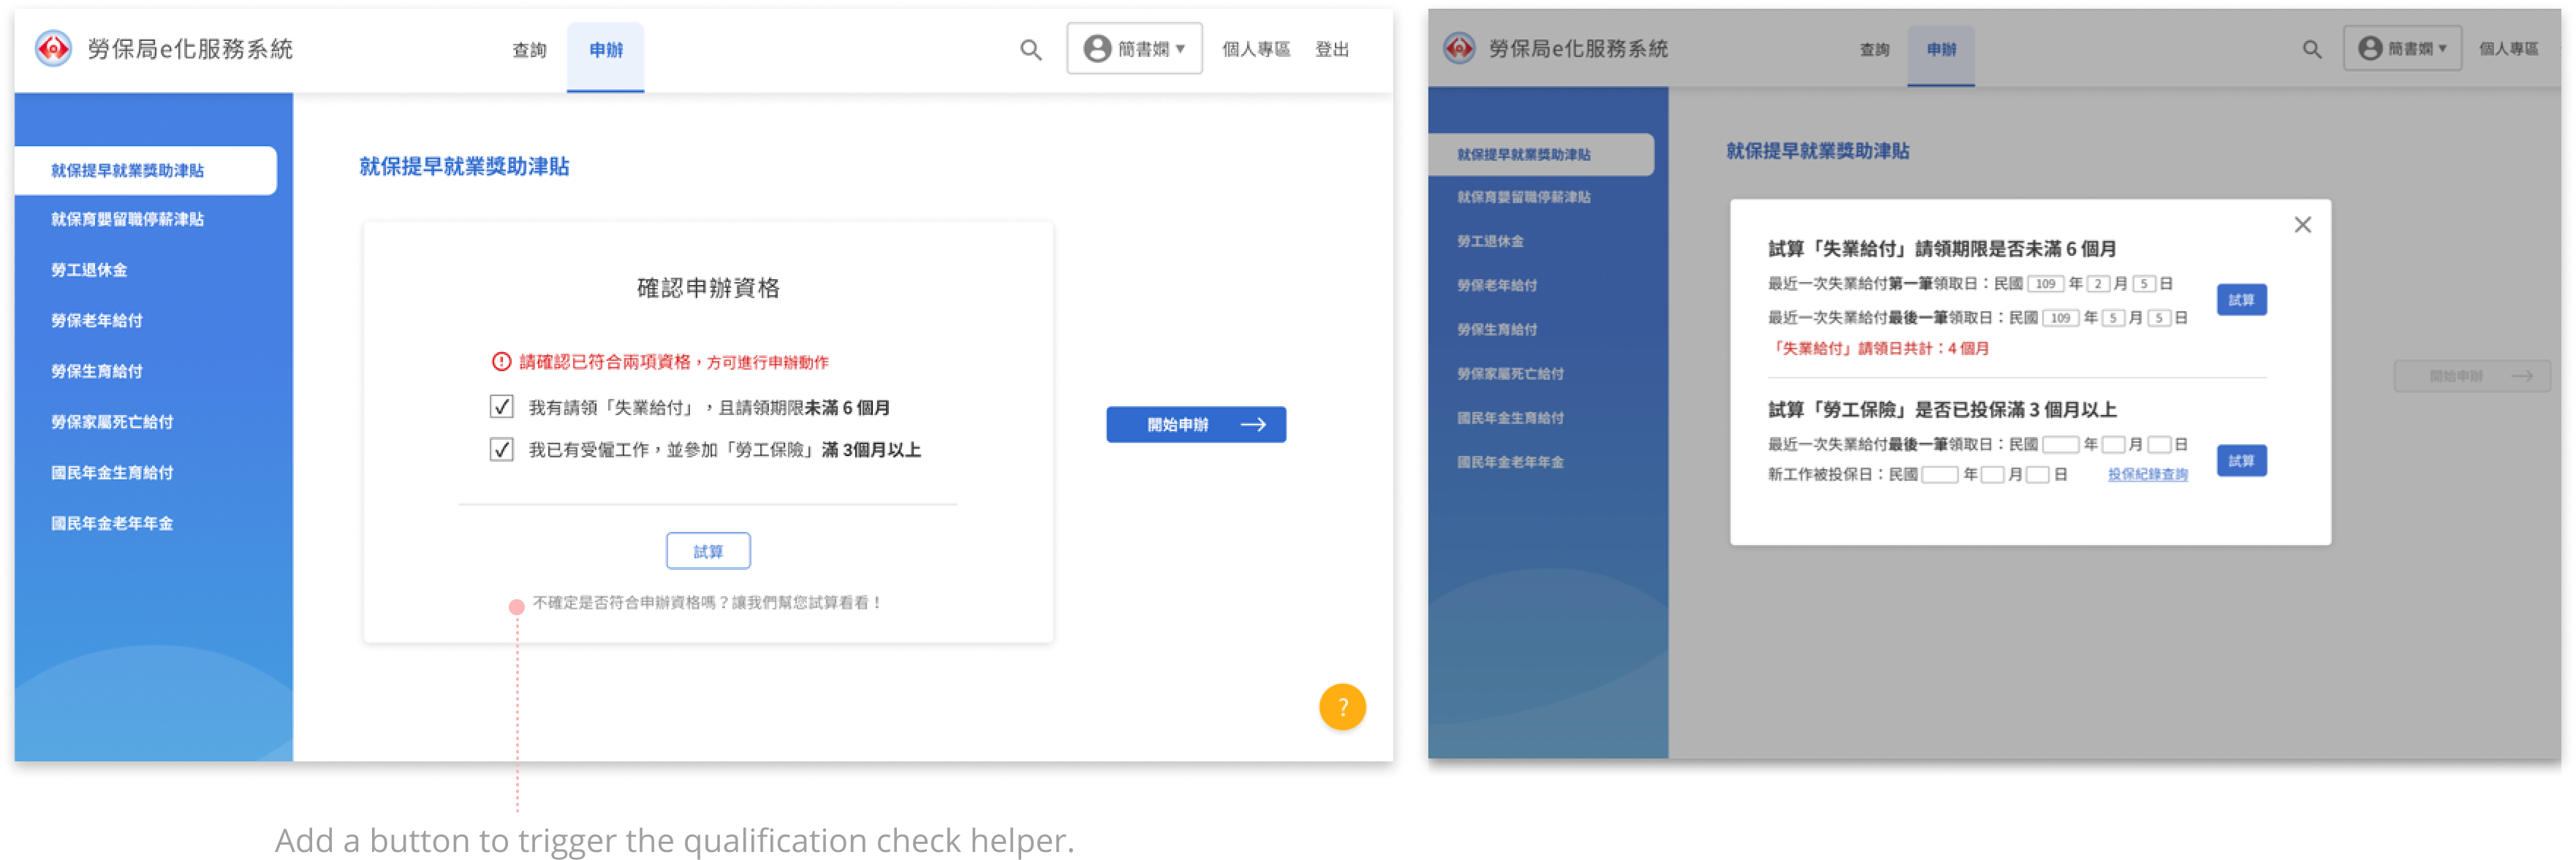 勞保局e化服務系統
查詢
申辦
簡書嫻 ▼
個人專區
登出
就保提早就業獎助津貼
就保育嬰留職停薪津貼
勞工退休金
勞保老年給付
勞保生育給付
勞保家屬死亡給付
國民年金生育給付
國民年金老年年金
就保提早就業獎助津貼
確認申辦資格
請確認已符合兩項資格，方可進行申辦動作
我有請領「失業給付」，且請領期限未滿 6 個月
我已有受僱工作，並參加「勞工保險」滿 3個月以上
試算
不確定是否符合申辦資格嗎？讓我們幫您試算看看！
開始申辦
?
Add a button to trigger the qualification check helper.
勞保局e化服務系統
查詢
申辦
簡書嫻 ▼
個人專區
就保提早就業獎助津貼
就保育嬰留職停薪津貼
勞工退休金
勞保老年給付
勞保生育給付
勞保家屬死亡給付
國民年金生育給付
國民年金老年年金
就保提早就業獎助津貼
試算「失業給付」請領期限是否未滿 6 個月
最近一次失業給付第一筆領取日：民國 109 年 2 月 5 日
最近一次失業給付最後一筆領取日：民國 109 年 5 月 5 日
試算
「失業給付」請領日共計：4 個月
試算「勞工保險」是否已投保滿 3 個月以上
最近一次失業給付最後一筆領取日：民國 年 月 日
新工作被投保日：民國 年 月 日
投保紀錄查詢
試算
開始申辦